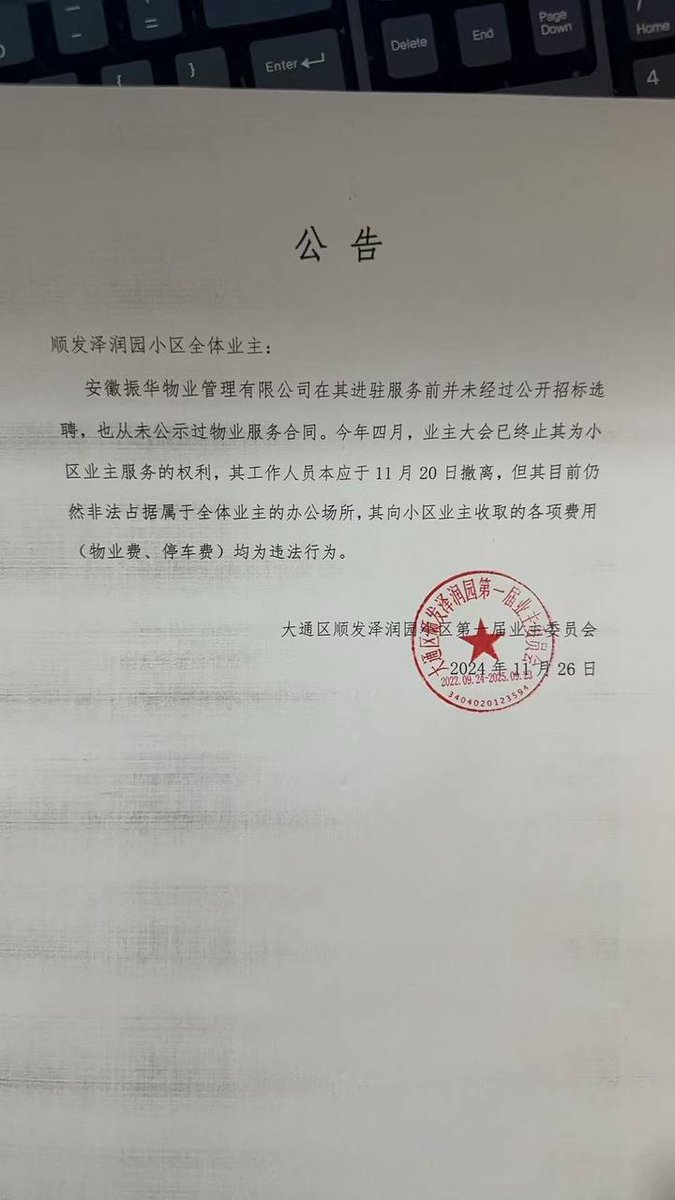 Enter
Delete
End
Page
Down
Home
4
公告
顺发泽润园小区全体业主：
安徽振华物业管理有限公司在其进驻服务前并未经过公开招标选
聘，也从未公示过物业服务合同。今年四月，业主大会已终止其为小
区业主服务的权利，其工作人员本应于 11 月 20 日撤离，但其目前仍
然非法占据属于全体业主的办公场所，其向小区业主收取的各项费用
（物业费、停车费）均为违法行为。
大通区顺发泽润园小区第一届业主委员会
2024 年 11 月 26 日
大通区顺发泽润园第一届业主委员会
2022.09.24-2025.09.23
3404020123594